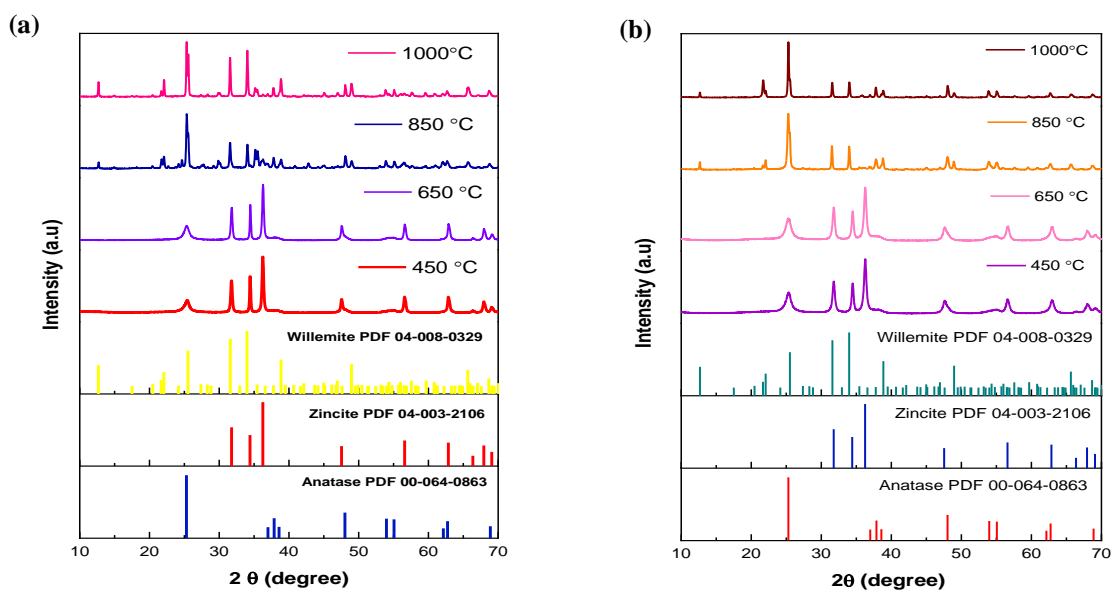 (a)
1000°C
850 °C
650 °C
450 °C
Willemite PDF 04-008-0329
Zincite PDF 04-003-2106
Anatase PDF 00-064-0863
Intensity (a.u)
10 20 30 40 50 60 70
2 θ (degree)
(b)
1000°C
850 °C
650 °C
450 °C
Willemite PDF 04-008-0329
Zincite PDF 04-003-2106
Anatase PDF 00-064-0863
Intensity (a.u)
10 20 30 40 50 60 70
2θ (degree)